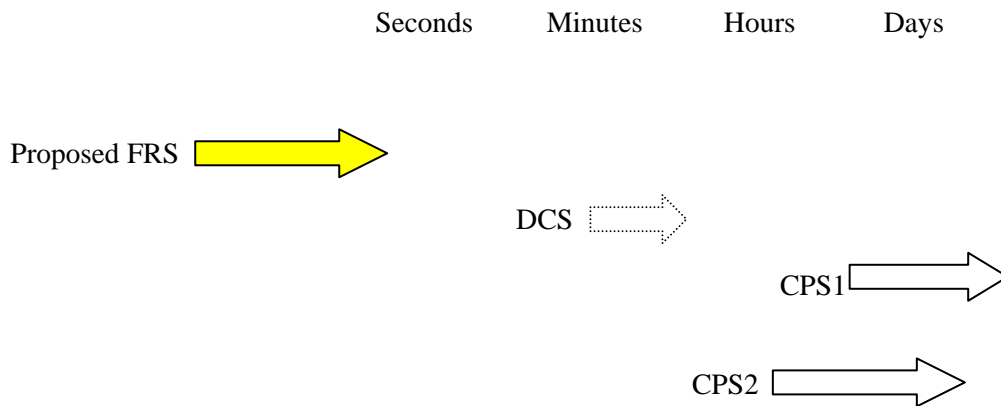 Seconds Minutes Hours Days
Proposed FRS
DCS
CPS1
CPS2